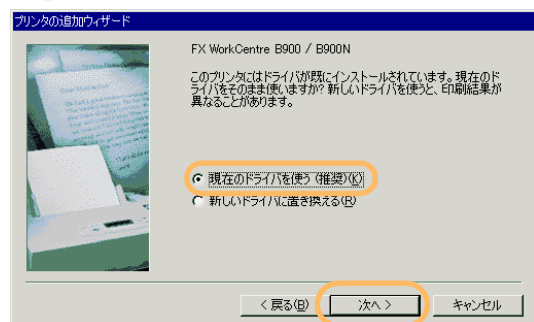 プリンタの追加ウィザード
FX WorkCentre B900 / B900N
このプリンタにはドライバが既にインストールされています。現在のド
ライバをそのまま使いますか? 新しいドライバを使うと、印刷結果が
異なることがあります。
現在のドライバを使う (推奨)(K)
新しいドライバに置き換える(R)
< 戻る(B)
次へ >
キャンセル